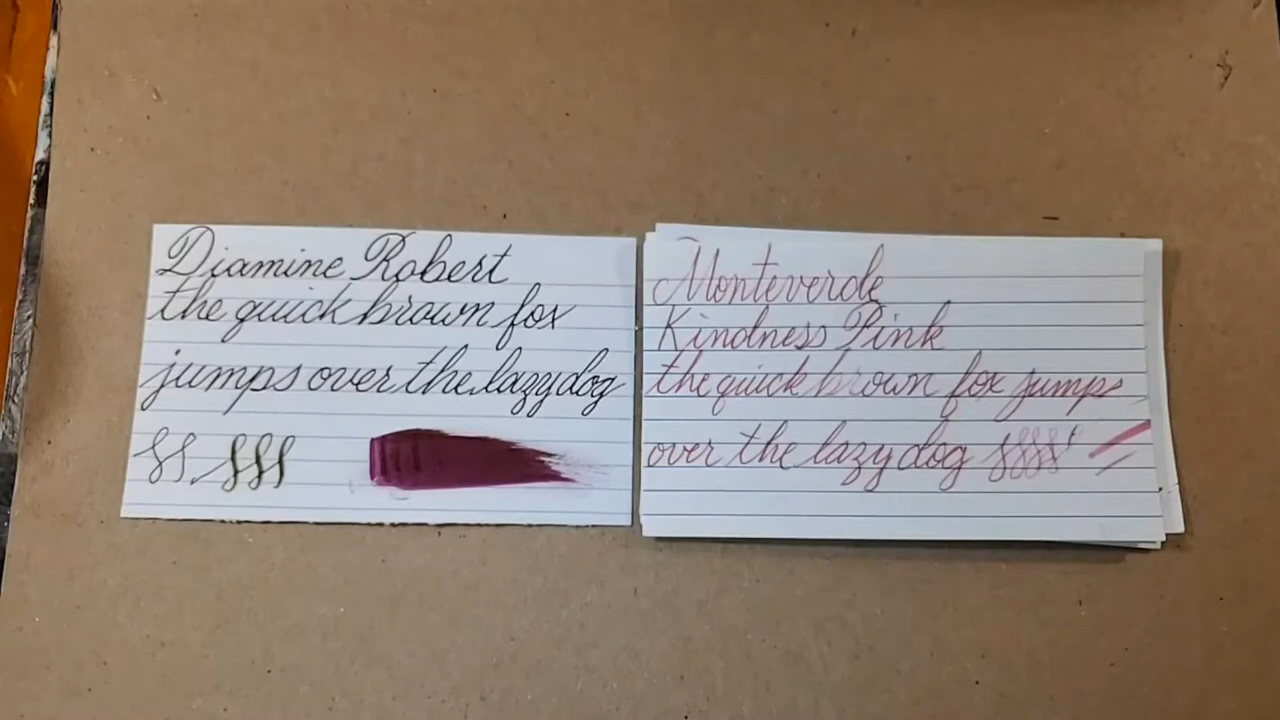 Diamine Robert
the quick brown fox
jumps over the lazy dog
Monteverde
Kindness Pink
the quick brown fox jumps
over the lazy dog